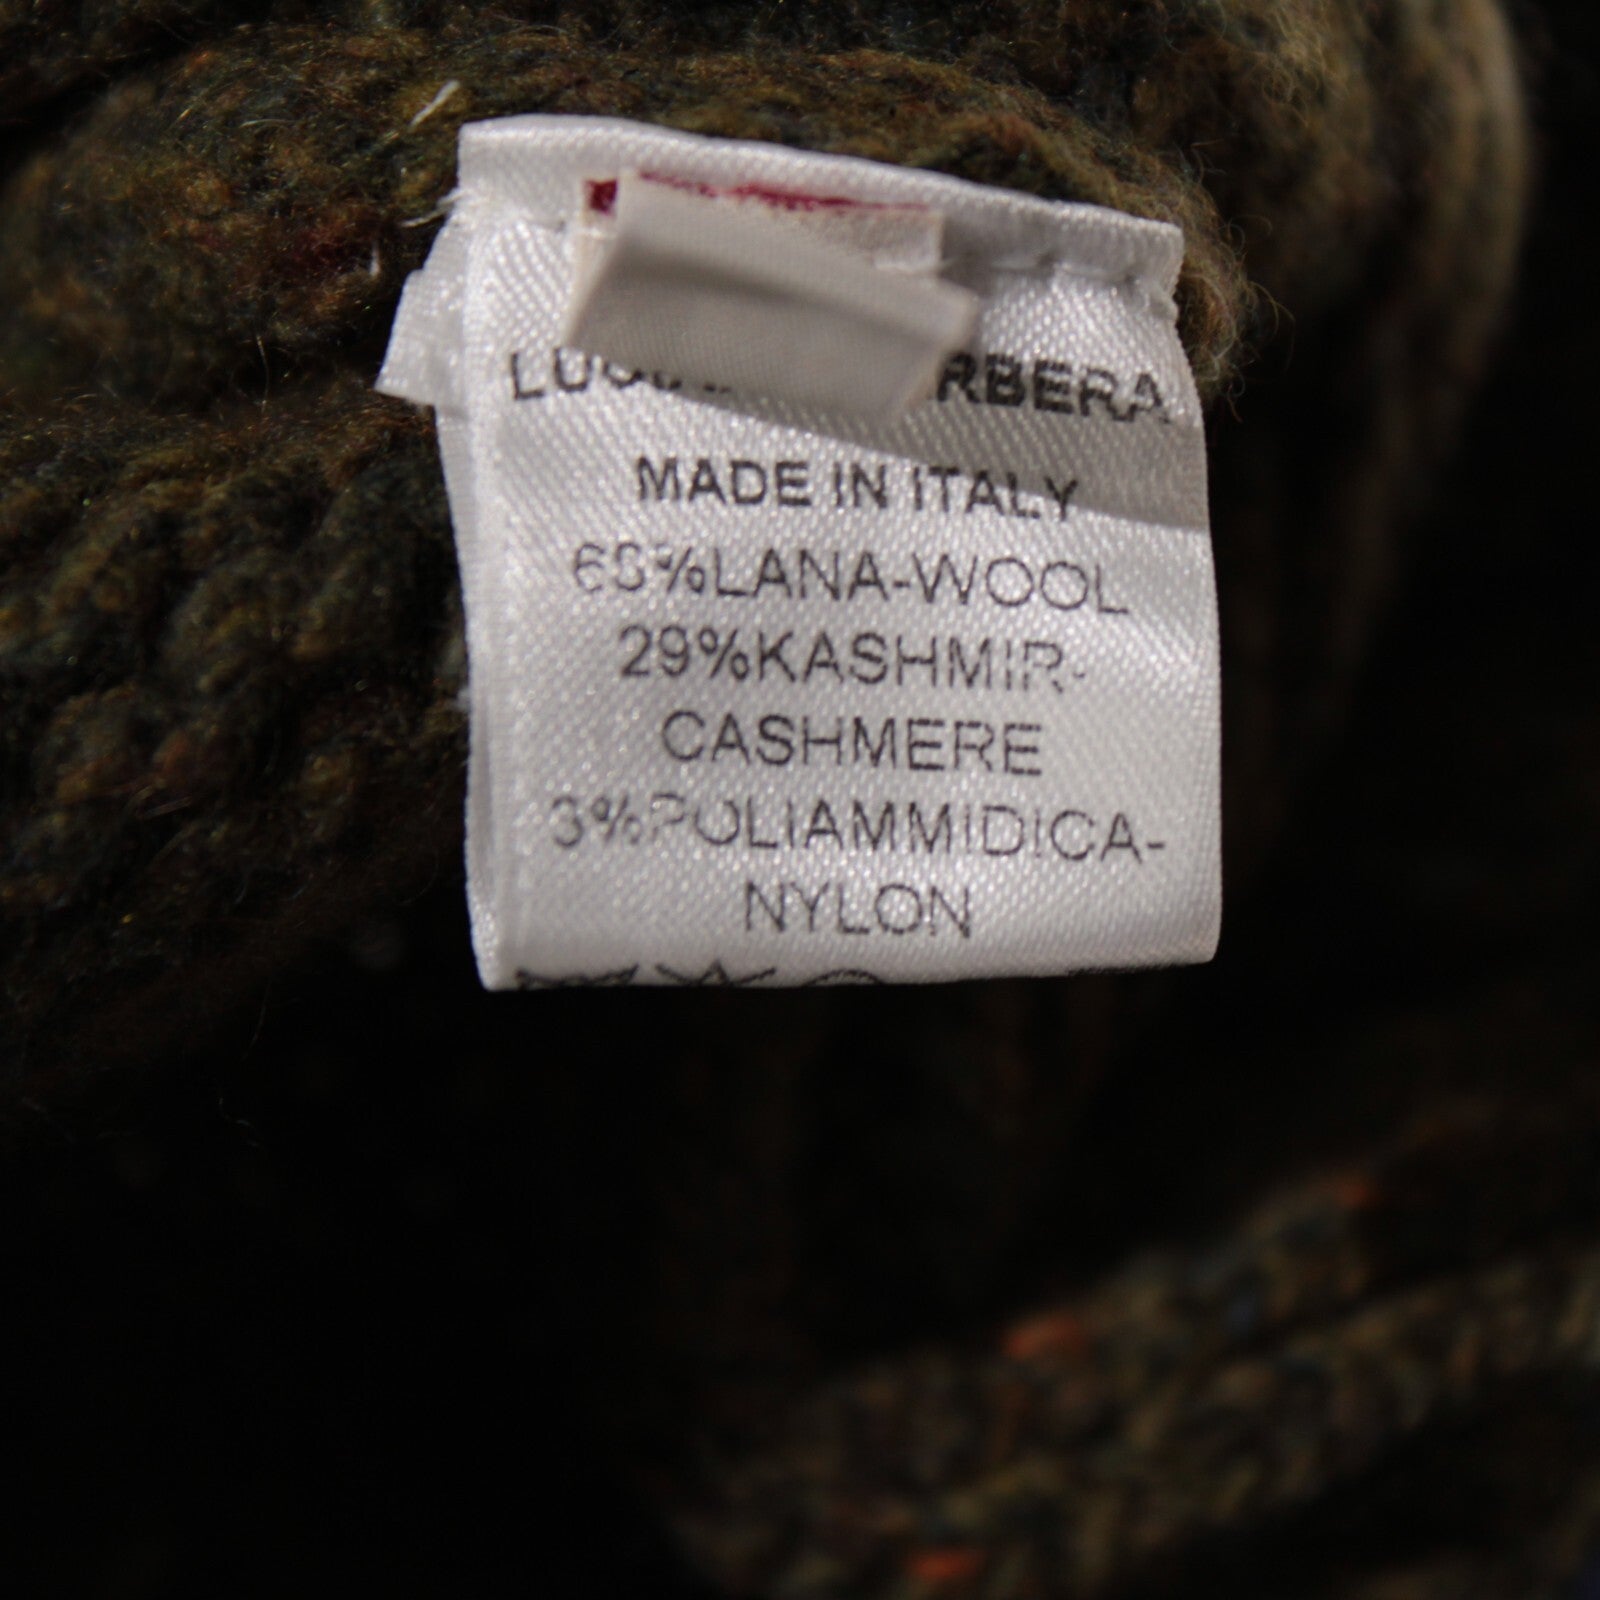 MADE IN ITALY
68%LANA-WOOL
29%KASHMIR-
CASHMERE
3%POLIAMMIDICA-
NYLON